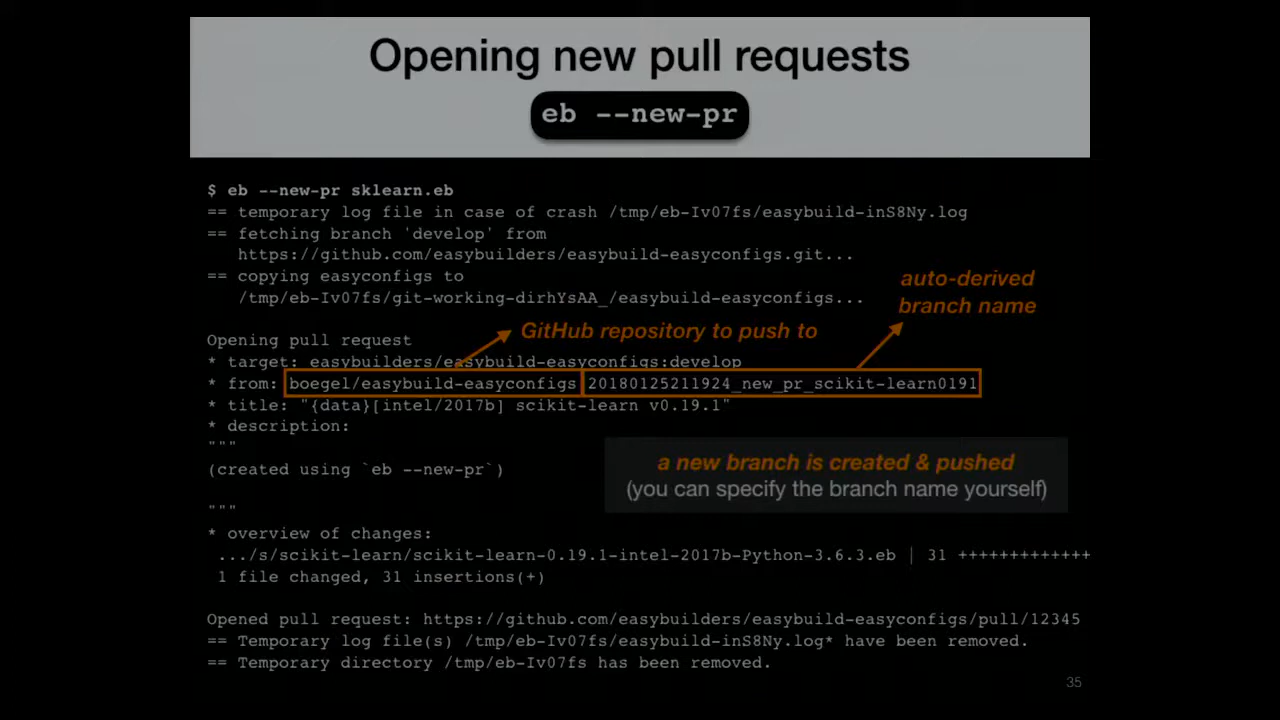 Opening new pull requests
eb --new-pr
$ eb --new-pr sklearn.eb
== temporary log file in case of crash /tmp/eb-Iv07fs/easybuild-inS8Ny.log
== fetching branch 'develop' from
https://github.com/easybuilders/easybuild-easyconfigs.git...
== copying easyconfigs to
/tmp/eb-Iv07fs/git-working-dirhYsAA_/easybuild-easyconfigs...
auto-derived
branch name
GitHub repository to push to
Opening pull request
* target: easybuilders/easybuild-easyconfigs:develop
* from: boegel/easybuild-easyconfigs 20180125211924_new_pr_scikit-learn0191
* title: "{data}[intel/2017b] scikit-learn v0.19.1"
* description:
"""
(created using `eb --new-pr`)
a new branch is created & pushed
(you can specify the branch name yourself)
"""
* overview of changes:
.../s/scikit-learn/scikit-learn-0.19.1-intel-2017b-Python-3.6.3.eb | 31 +++++++++++++
1 file changed, 31 insertions(+)
Opened pull request: https://github.com/easybuilders/easybuild-easyconfigs/pull/12345
== Temporary log file(s) /tmp/eb-Iv07fs/easybuild-inS8Ny.log* have been removed.
== Temporary directory /tmp/eb-Iv07fs has been removed.
35